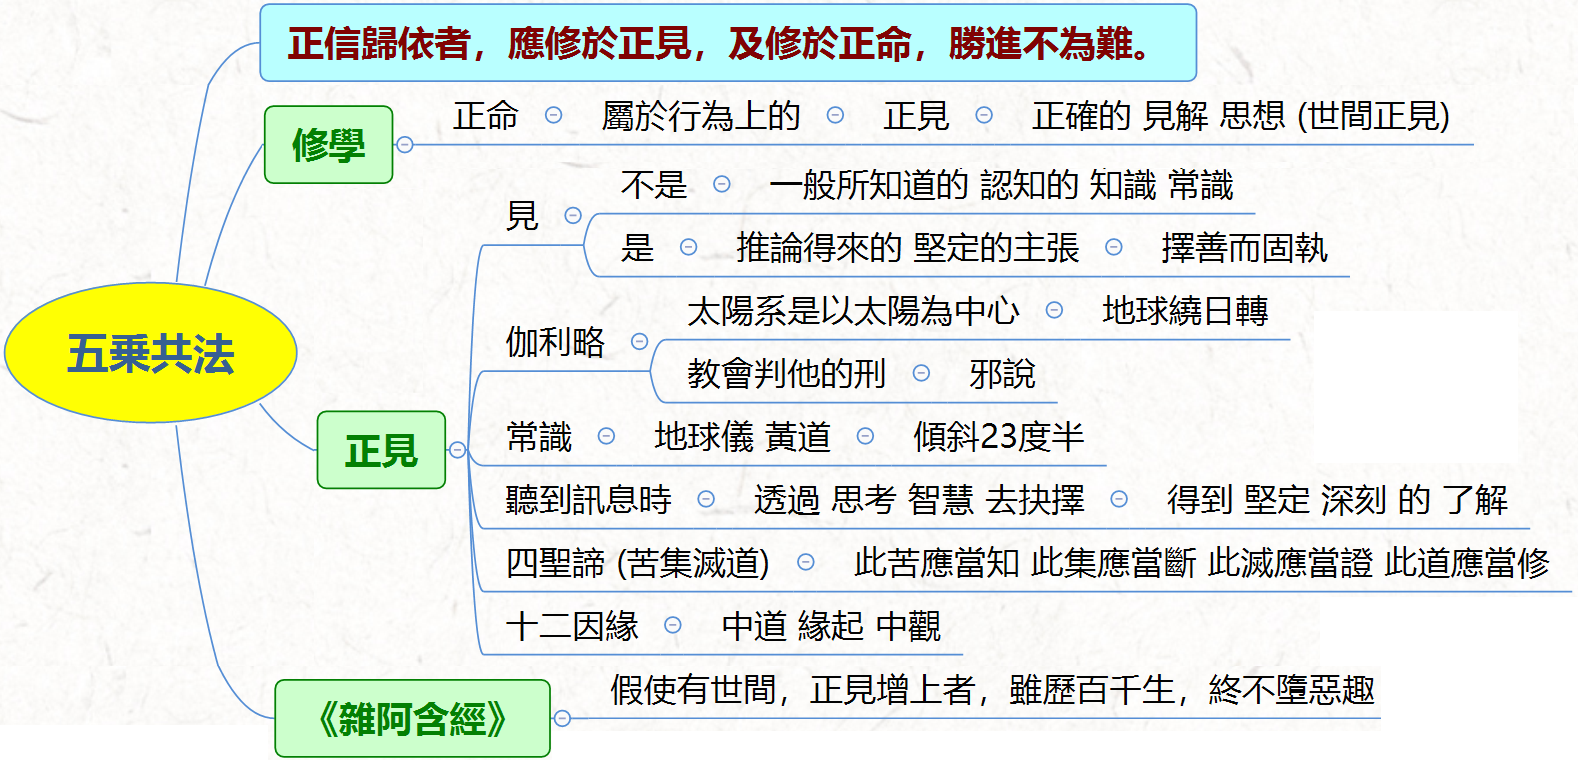 正信歸依者，應修於正見，及修於正命，勝進不為難。
修學
正命 屬於行為上的 正見 正確的 見解 思想 (世間正見)
五乘共法
正見
見
不是 一般所知道的 認知的 知識 常識
是 推論得來的 堅定的主張 擇善而固執
伽利略
太陽系是以太陽為中心 地球繞日轉
教會判他的刑 邪說
常識 地球儀 黃道 傾斜23度半
聽到訊息時 透過 思考 智慧 去抉擇 得到 堅定 深刻 的 了解
四聖諦 (苦集滅道) 此苦應當知 此集應當斷 此滅應當證 此道應當修
十二因緣 中道 緣起 中觀
《雜阿含經》
假使有世間，正見增上者，雖歷百千生，終不墮惡趣